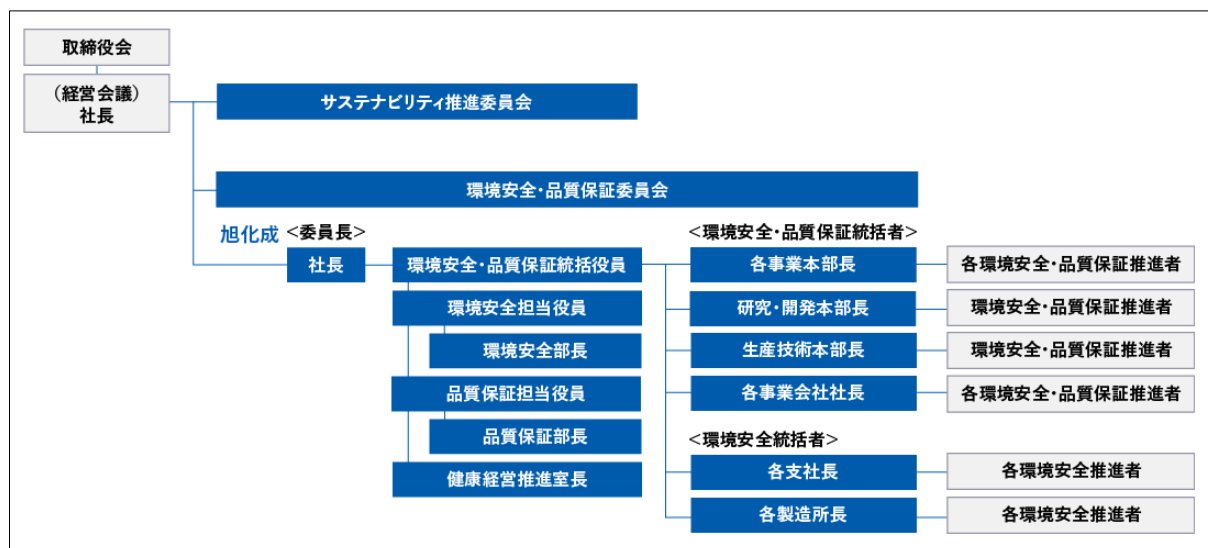 取締役会
（経営会議）
社長
サステナビリティ推進委員会
環境安全・品質保証委員会
旭化成
<委員長>
社長
環境安全・品質保証統括役員
環境安全担当役員
環境安全部長
品質保証担当役員
品質保証部長
健康経営推進室長
<環境安全・品質保証統括者>
各事業本部長
各環境安全・品質保証推進者
研究・開発本部長
環境安全・品質保証推進者
生産技術本部長
環境安全・品質保証推進者
各事業会社社長
各環境安全・品質保証推進者
<環境安全統括者>
各支社長
各環境安全推進者
各製造所長
各環境安全推進者